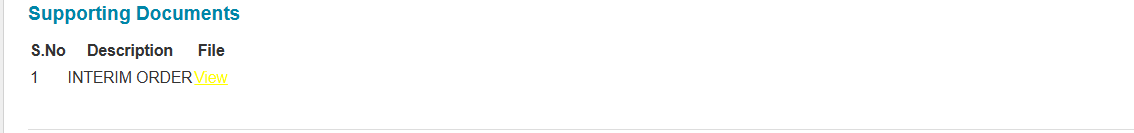 Supporting Documents
S.No Description File
1 INTERIM ORDER View